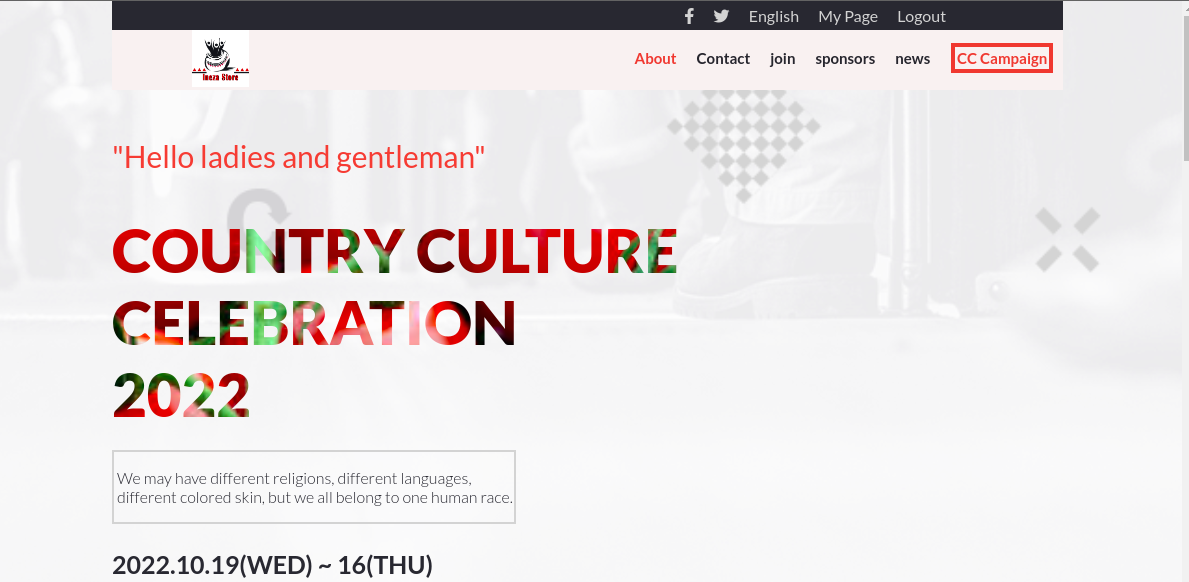 English My Page Logout
Ineza Store
About Contact join sponsors news CC Campaign
"Hello ladies and gentleman"
COUNTRY CULTURE
CELEBRATION
2022
We may have different religions, different languages,
different colored skin, but we all belong to one human race.
2022.10.19(WED) ~ 16(THU)